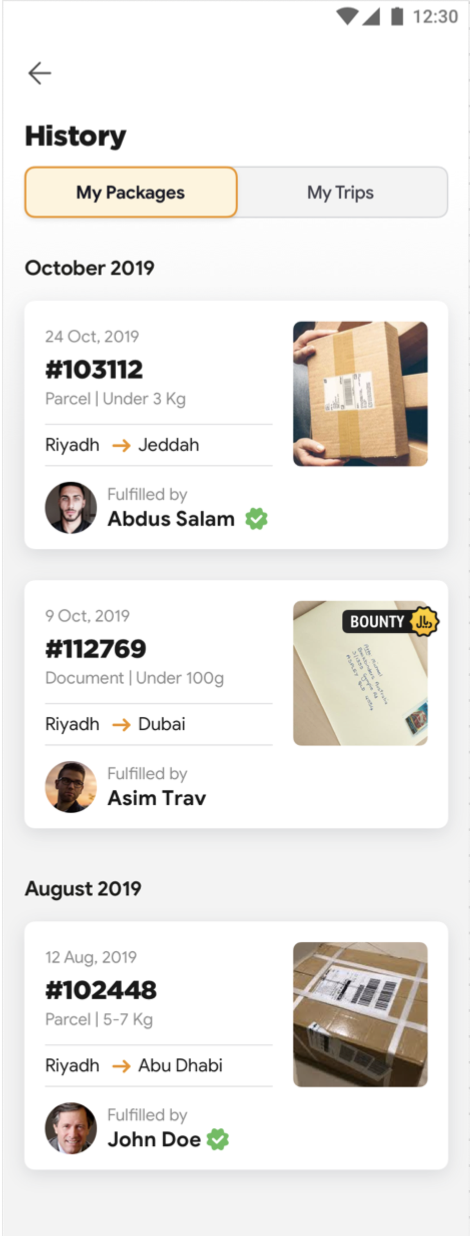 12:30
History
My Packages
My Trips
October 2019
24 Oct, 2019
#103112
Parcel | Under 3 Kg
Riyadh → Jeddah
Fulfilled by
Abdus Salam
9 Oct, 2019
#112769
Document | Under 100g
BOUNTY ﷼
Riyadh → Dubai
Fulfilled by
Asim Trav
August 2019
12 Aug, 2019
#102448
Parcel | 5-7 Kg
Riyadh → Abu Dhabi
Fulfilled by
John Doe